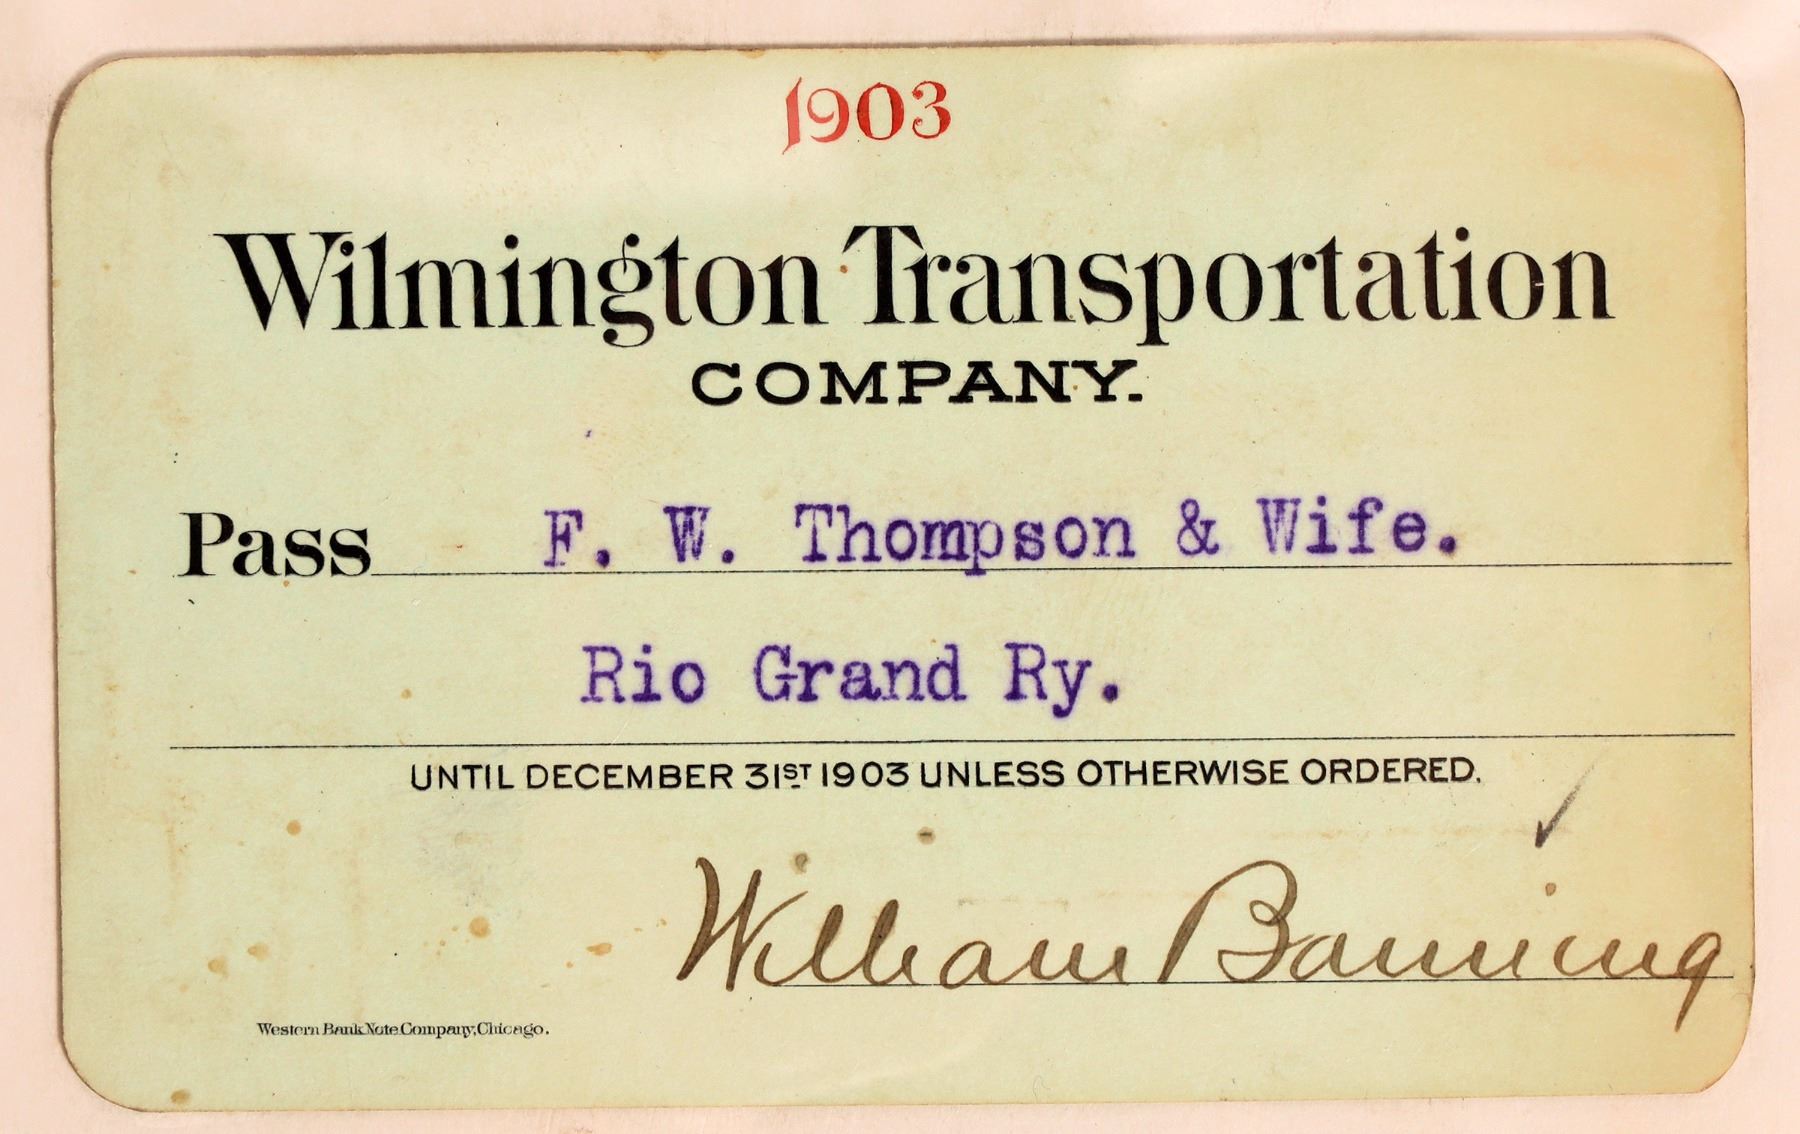 1903
Wilmington Transportation
COMPANY.
Pass F. W. Thompson & Wife.
Rio Grand Ry.
UNTIL DECEMBER 31ST 1903 UNLESS OTHERWISE ORDERED.
William Banning
Western Bank Note Company, Chicago.